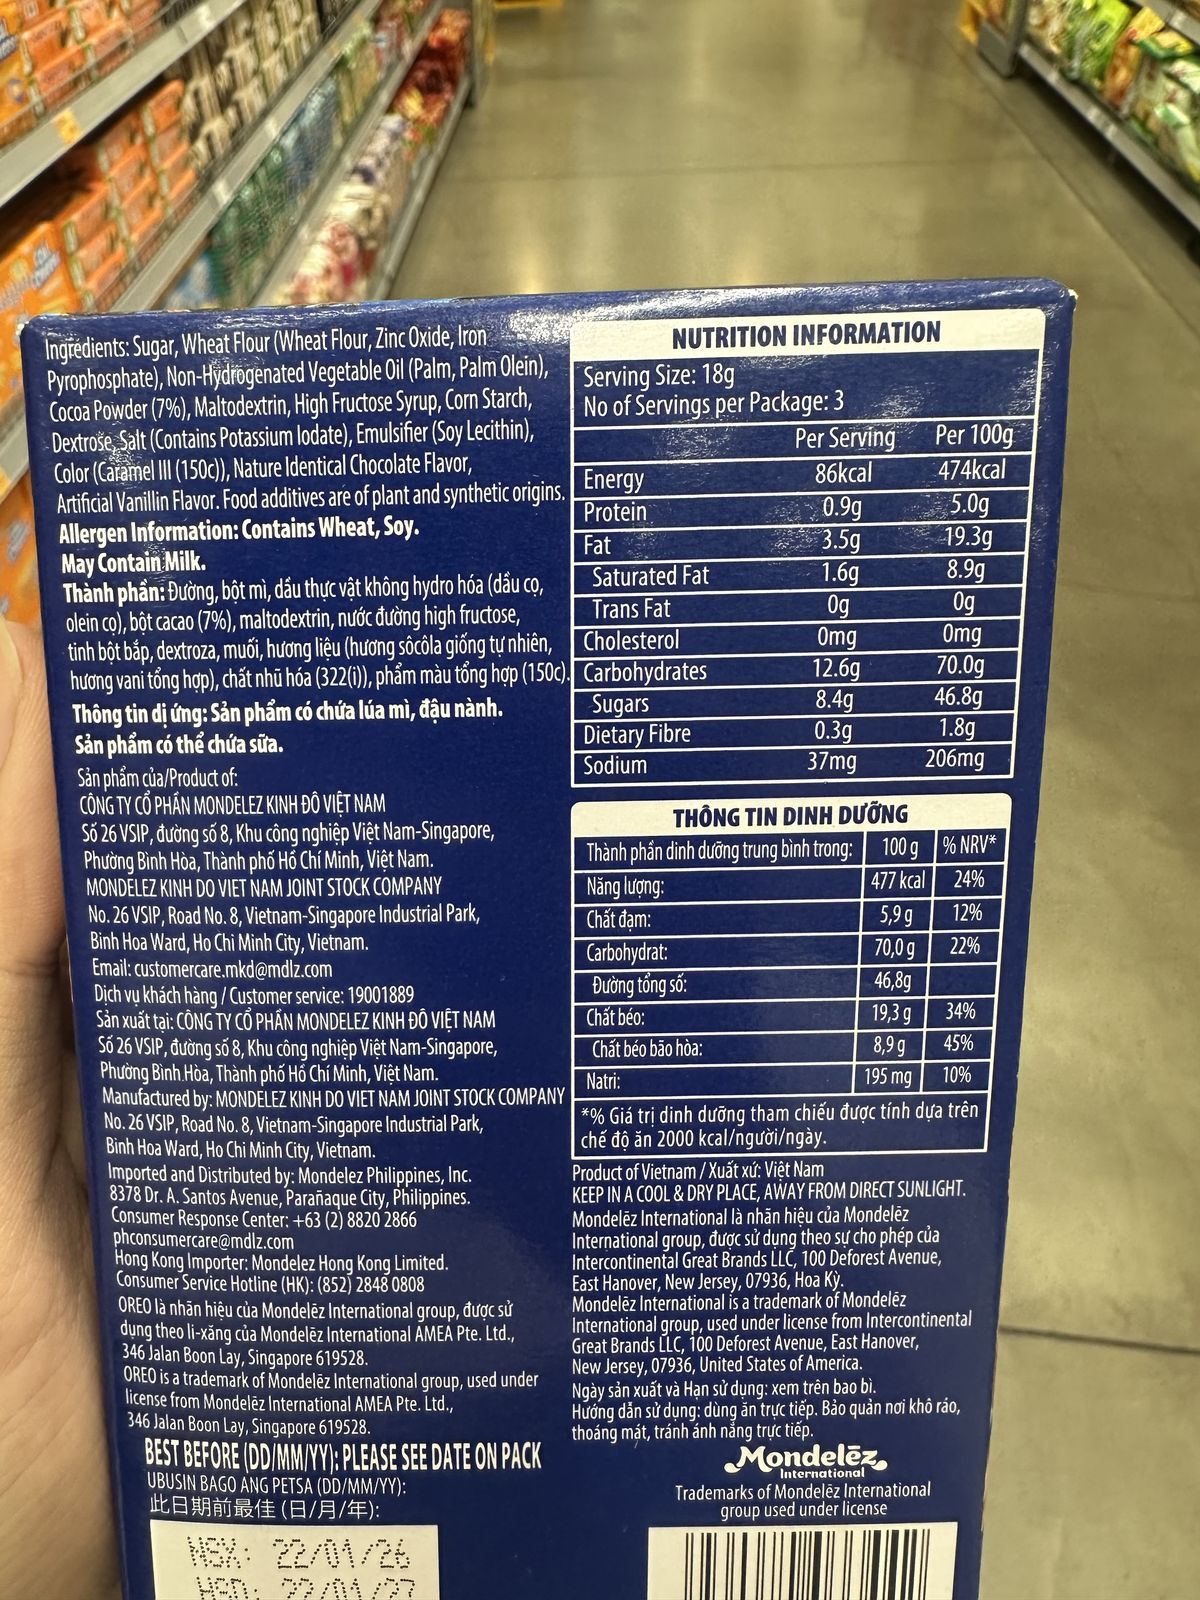 Ingredients: Sugar, Wheat Flour (Wheat Flour, Zinc Oxide, Iron
Pyrophosphate), Non-Hydrogenated Vegetable Oil (Palm, Palm Olein),
Cocoa Powder (7%), Maltodextrin, High Fructose Syrup, Corn Starch,
Dextrose, Salt (Contains Potassium Iodate), Emulsifier (Soy Lecithin),
Color (Caramel III (150c)), Nature Identical Chocolate Flavor,
Artificial Vanillin Flavor. Food additives are of plant and synthetic origins.
Allergen Information: Contains Wheat, Soy.
May Contain Milk.
Thành phần: Đường, bột mì, dầu thực vật không hydro hóa (dầu cọ,
olein cọ), bột cacao (7%), maltodextrin, nước đường high fructose,
tinh bột bắp, dextroza, muối, hương liệu (hương sôcôla giống tự nhiên,
hương vani tổng hợp), chất nhũ hóa (322(i)), phẩm màu tổng hợp (150c).
Thông tin dị ứng: Sản phẩm có chứa lúa mì, đậu nành.
Sản phẩm có thể chứa sữa.
Sản phẩm của/Product of:
CÔNG TY CỔ PHẦN MONDELEZ KINH ĐÔ VIỆT NAM
Số 26 VSIP, đường số 8, Khu công nghiệp Việt Nam-Singapore,
Phường Bình Hòa, Thành phố Hồ Chí Minh, Việt Nam.
MONDELEZ KINH DO VIET NAM JOINT STOCK COMPANY
No. 26 VSIP, Road No. 8, Vietnam-Singapore Industrial Park,
Binh Hoa Ward, Ho Chi Minh City, Vietnam.
Email: customercare.mkd@mdlz.com
Dịch vụ khách hàng / Customer service: 19001889
Sản xuất tại: CÔNG TY CỔ PHẦN MONDELEZ KINH ĐÔ VIỆT NAM
Số 26 VSIP, đường số 8, Khu công nghiệp Việt Nam-Singapore,
Phường Bình Hòa, Thành phố Hồ Chí Minh, Việt Nam.
Manufactured by: MONDELEZ KINH DO VIET NAM JOINT STOCK COMPANY
No. 26 VSIP, Road No. 8, Vietnam-Singapore Industrial Park,
Binh Hoa Ward, Ho Chi Minh City, Vietnam.
Imported and Distributed by: Mondelez Philippines, Inc.
8378 Dr. A. Santos Avenue, Parañaque City, Philippines.
Consumer Response Center: +63 (2) 8820 2866
phconsumercare@mdlz.com
Hong Kong Importer: Mondelez Hong Kong Limited.
Consumer Service Hotline (HK): (852) 2848 0808
OREO là nhãn hiệu của Mondelēz International group, được sử
dụng theo li-xăng của Mondelēz International AMEA Pte. Ltd.,
346 Jalan Boon Lay, Singapore 619528.
OREO is a trademark of Mondelēz International group, used under
license from Mondelēz International AMEA Pte. Ltd.,
346 Jalan Boon Lay, Singapore 619528.
BEST BEFORE (DD/MM/YY): PLEASE SEE DATE ON PACK
UBUSIN BAGO ANG PETSA (DD/MM/YY):
此日期前最佳 (日/月/年):
NSX: 22/01/26
HSD: 22/01/27
NUTRITION INFORMATION
Serving Size: 18g
No of Servings per Package: 3
Per Serving Per 100g
Energy 86kcal 474kcal
Protein 0.9g 5.0g
Fat 3.5g 19.3g
Saturated Fat 1.6g 8.9g
Trans Fat 0g 0g
Cholesterol 0mg 0mg
Carbohydrates 12.6g 70.0g
Sugars 8.4g 46.8g
Dietary Fibre 0.3g 1.8g
Sodium 37mg 206mg
THÔNG TIN DINH DƯỠNG
Thành phần dinh dưỡng trung bình trong: 100 g % NRV*
Năng lượng: 477 kcal 24%
Chất đạm: 5,9 g 12%
Carbohydrat: 70,0 g 22%
Đường tổng số: 46,8g
Chất béo: 19,3 g 34%
Chất béo bão hòa: 8,9 g 45%
Natri: 195 mg 10%
*% Giá trị dinh dưỡng tham chiếu được tính dựa trên
chế độ ăn 2000 kcal/người/ngày.
Product of Vietnam / Xuất xứ: Việt Nam
KEEP IN A COOL & DRY PLACE, AWAY FROM DIRECT SUNLIGHT.
Mondelēz International là nhãn hiệu của Mondelēz
International group, được sử dụng theo sự cho phép của
Intercontinental Great Brands LLC, 100 Deforest Avenue,
East Hanover, New Jersey, 07936, Hoa Kỳ.
Mondelēz International is a trademark of Mondelēz
International group, used under license from Intercontinental
Great Brands LLC, 100 Deforest Avenue, East Hanover,
New Jersey, 07936, United States of America.
Ngày sản xuất và Hạn sử dụng: xem trên bao bì.
Hướng dẫn sử dụng: dùng ăn trực tiếp. Bảo quản nơi khô ráo,
thoáng mát, tránh ánh nắng trực tiếp.
Mondelēz
International
Trademarks of Mondelēz International
group used under license